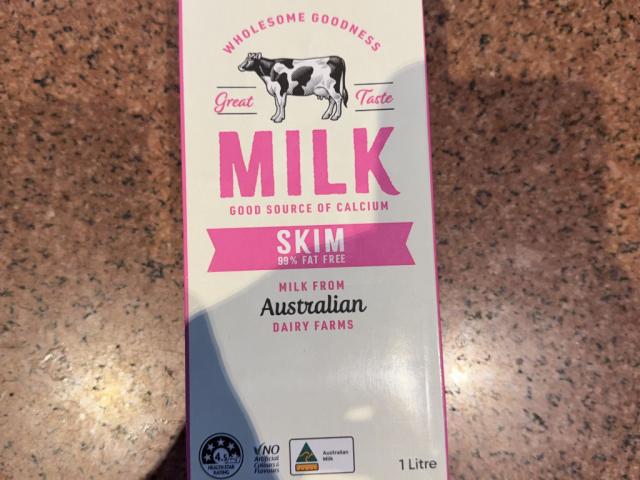 WHOLESOME GOODNESS
Great Taste
MILK
GOOD SOURCE OF CALCIUM
SKIM
99% FAT FREE
MILK FROM
Australian
DAIRY FARMS
4.5
HEALTH STAR
RATING
NO
Artificial
Colours &
Flavours
Australian
Milk
1 Litre